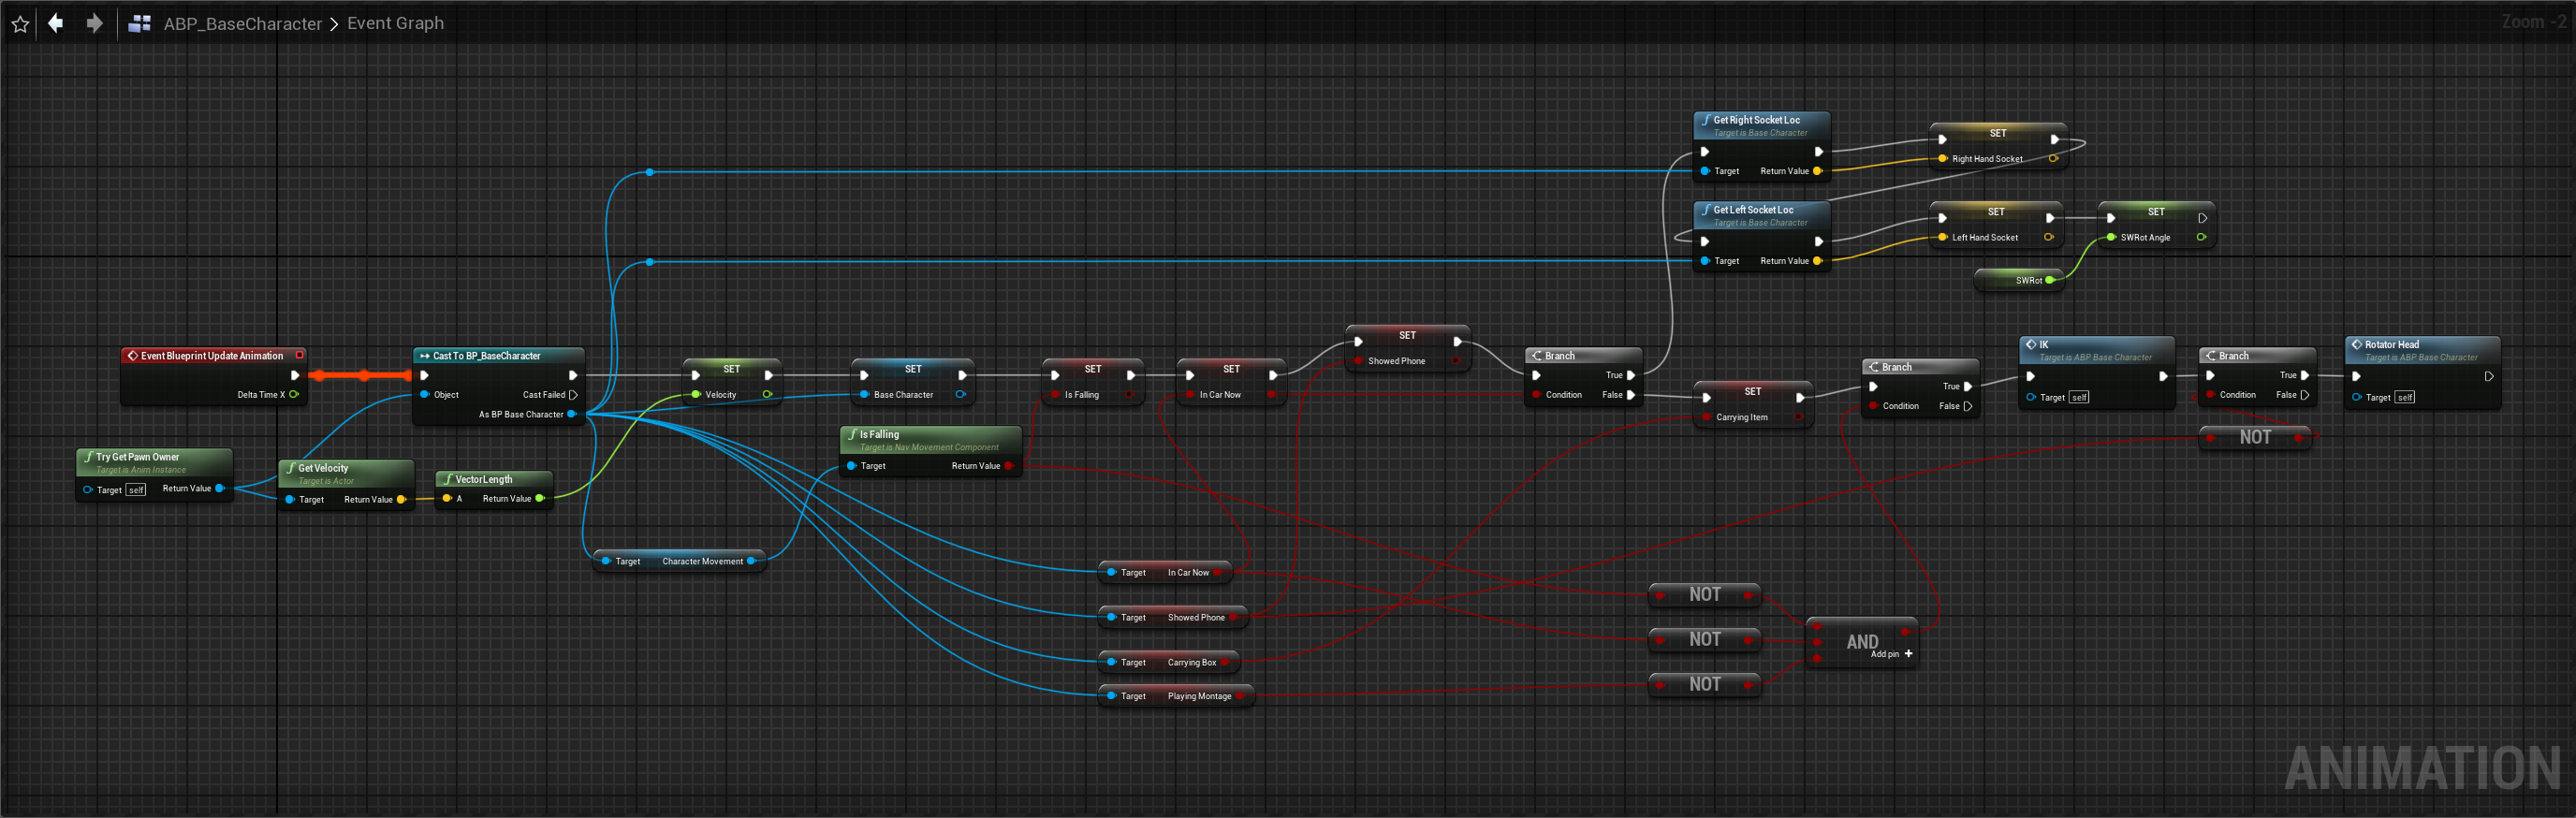 ABP_BaseCharacter > Event Graph
Zoom -2
Get Right Socket Loc
Target is Base Character
Target Return Value
SET
Right Hand Socket
Get Left Socket Loc
Target is Base Character
Target Return Value
SET
Left Hand Socket
SET
SWRot Angle
SWRot
Event Blueprint Update Animation
Delta Time X
Cast To BP_BaseCharacter
Object Cast Failed
As BP Base Character
SET
Velocity
SET
Base Character
SET
Is Falling
SET
In Car Now
SET
Showed Phone
Branch
True
Condition False
SET
Carrying Item
Branch
True
Condition False
IK
Target is ABP Base Character
Target self
Branch
True
Condition False
Rotator Head
Target is ABP Base Character
Target self
NOT
Try Get Pawn Owner
Target is Anim Instance
Target self Return Value
Get Velocity
Target is Actor
Target Return Value
VectorLength
A Return Value
Is Falling
Target is Nav Movement Component
Target Return Value
Target Character Movement
Target In Car Now
Target Showed Phone
Target Carrying Box
Target Playing Montage
NOT
NOT
NOT
AND
Add pin +
ANIMATION